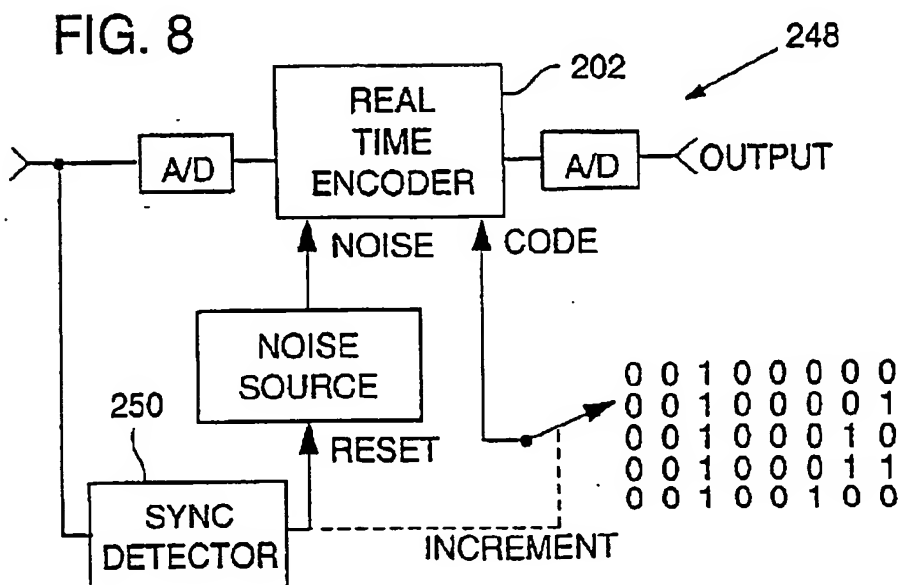 FIG. 8
248
202
REAL
TIME
ENCODER
A/D
A/D
OUTPUT
NOISE
CODE
NOISE
SOURCE
250
RESET
SYNC
DETECTOR
INCREMENT
0 0 1 0 0 0 0 0
0 0 1 0 0 0 0 1
0 0 1 0 0 0 1 0
0 0 1 0 0 0 1 1
0 0 1 0 0 1 0 0